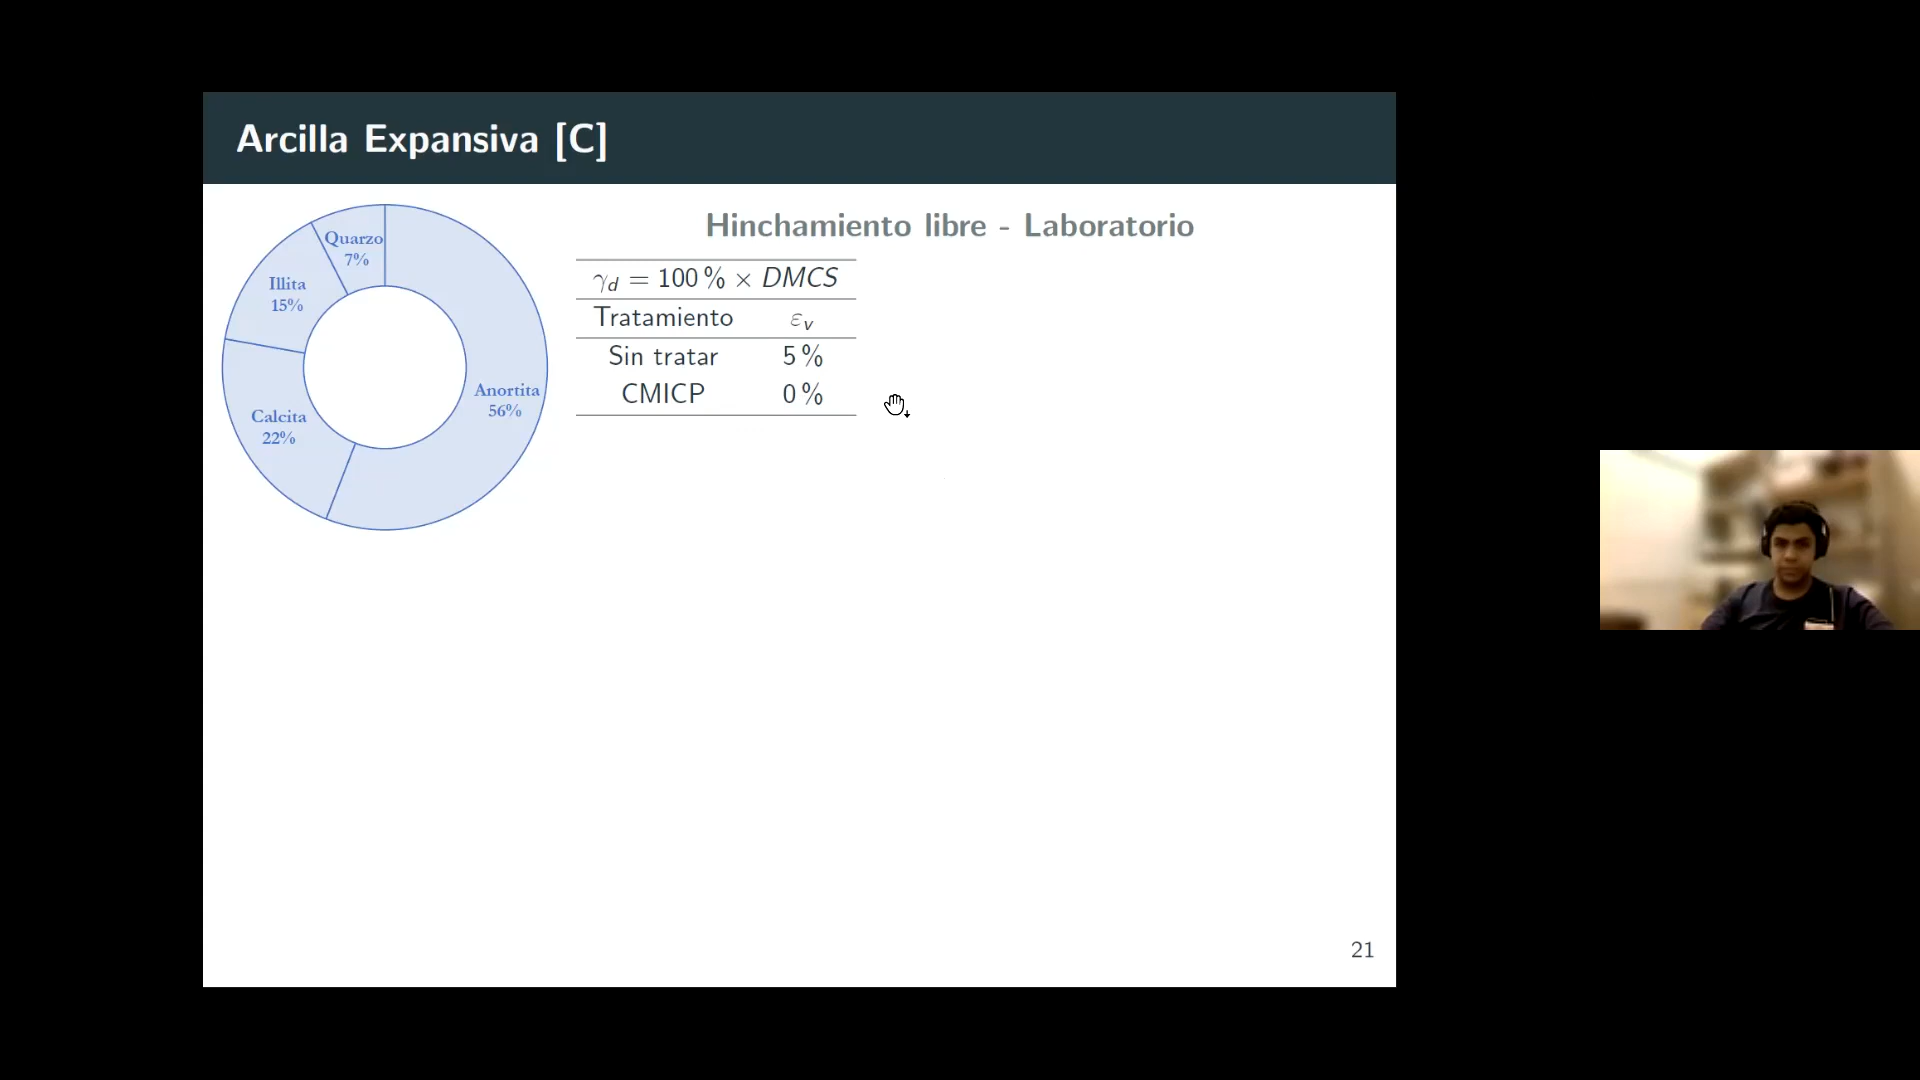 Arcilla Expansiva [C]
Quarzo
7%
Illita
15%
Calcita
22%
Anortita
56%
Hinchamiento libre - Laboratorio
γd = 100 % × DMCS
Tratamiento εv
Sin tratar 5 %
CMICP 0 %
21